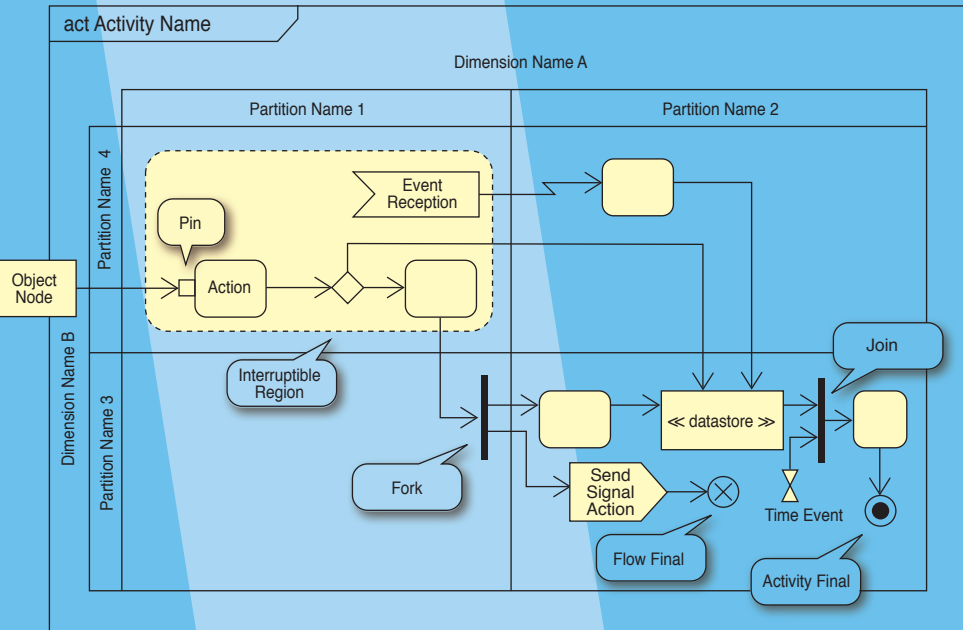 act Activity Name
Dimension Name A
Partition Name 1
Partition Name 2
Dimension Name B
Partition Name 4
Partition Name 3
Event
Reception
Pin
Object
Node
Action
Interruptible
Region
Join
≪ datastore ≫
Fork
Send
Signal
Action
Time Event
Flow Final
Activity Final